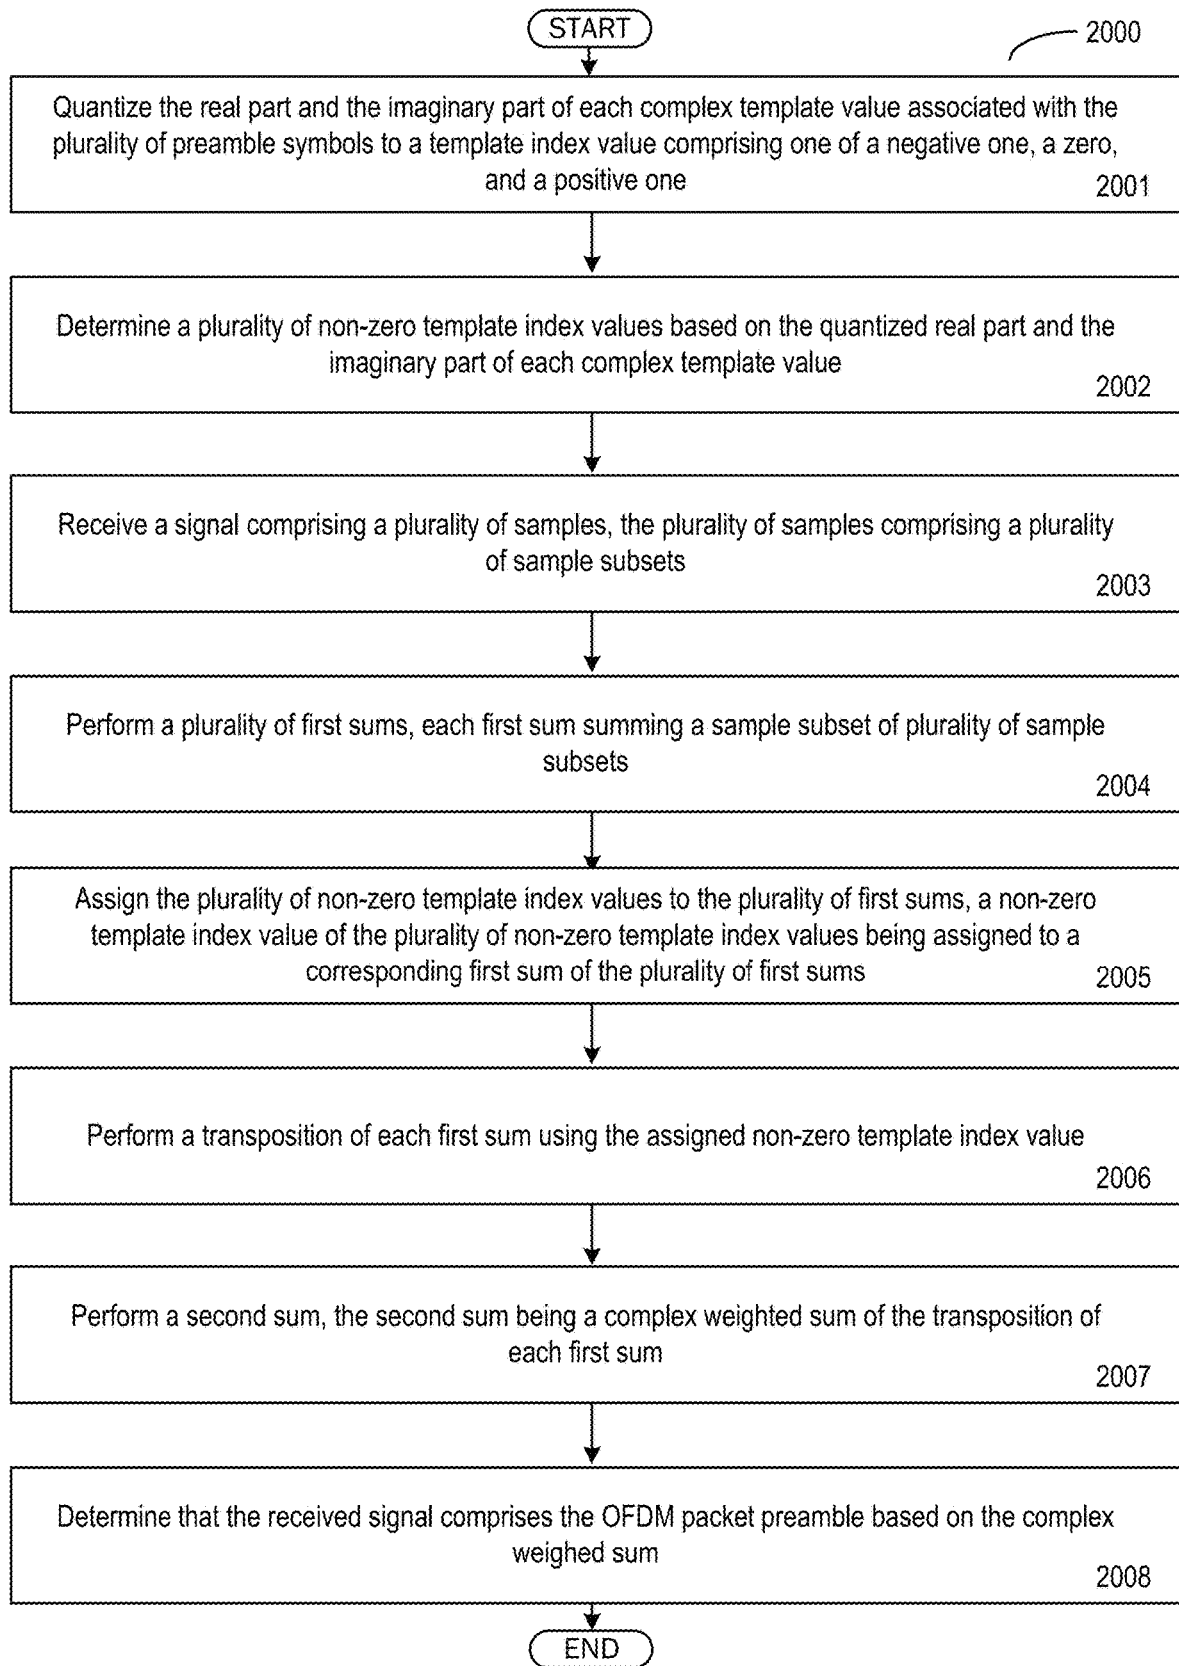 START
2000
Quantize the real part and the imaginary part of each complex template value associated with the
plurality of preamble symbols to a template index value comprising one of a negative one, a zero,
and a positive one
2001
Determine a plurality of non-zero template index values based on the quantized real part and the
imaginary part of each complex template value
2002
Receive a signal comprising a plurality of samples, the plurality of samples comprising a plurality
of sample subsets
2003
Perform a plurality of first sums, each first sum summing a sample subset of plurality of sample
subsets
2004
Assign the plurality of non-zero template index values to the plurality of first sums, a non-zero
template index value of the plurality of non-zero template index values being assigned to a
corresponding first sum of the plurality of first sums
2005
Perform a transposition of each first sum using the assigned non-zero template index value
2006
Perform a second sum, the second sum being a complex weighted sum of the transposition of
each first sum
2007
Determine that the received signal comprises the OFDM packet preamble based on the complex
weighed sum
2008
END